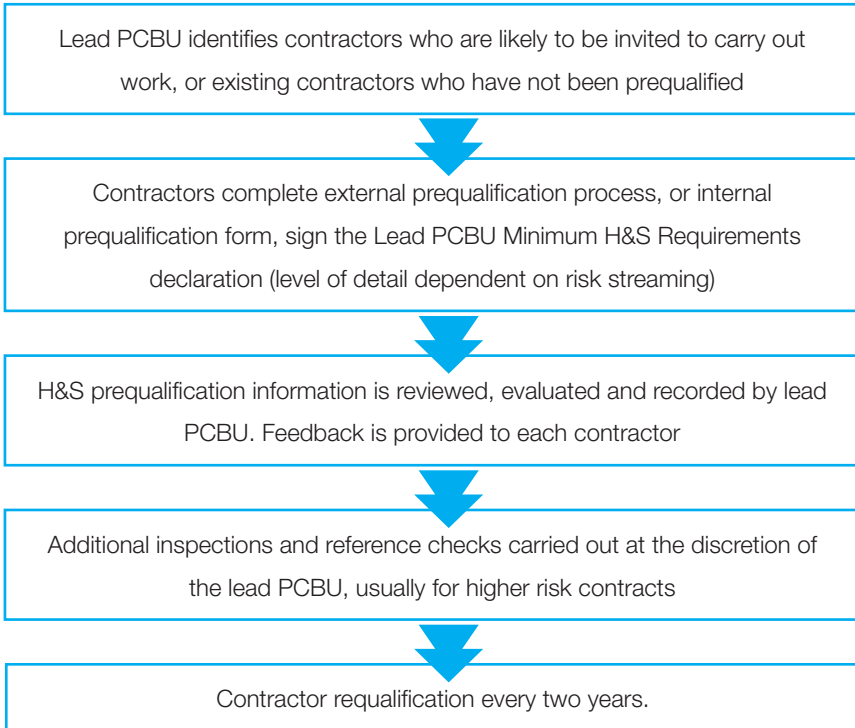 Lead PCBU identifies contractors who are likely to be invited to carry out
work, or existing contractors who have not been prequalified
Contractors complete external prequalification process, or internal
prequalification form, sign the Lead PCBU Minimum H&S Requirements
declaration (level of detail dependent on risk streaming)
H&S prequalification information is reviewed, evaluated and recorded by lead
PCBU. Feedback is provided to each contractor
Additional inspections and reference checks carried out at the discretion of
the lead PCBU, usually for higher risk contracts
Contractor requalification every two years.